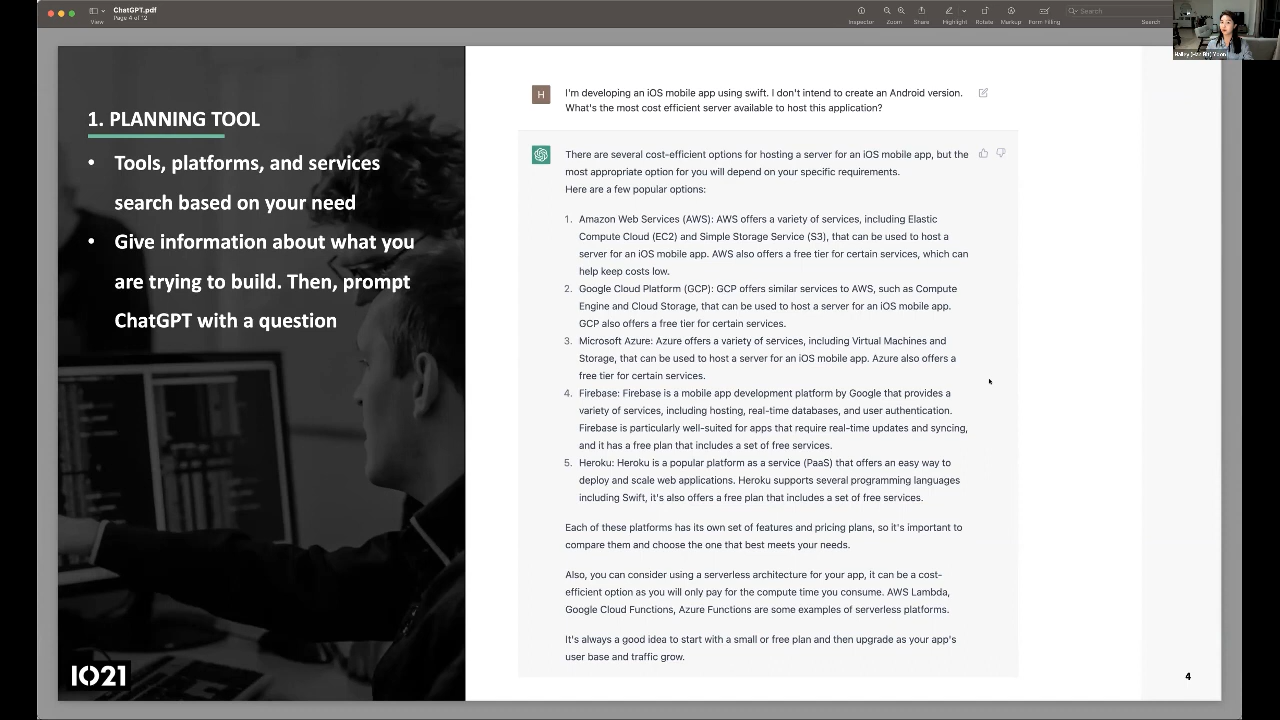 ChatGPT.pdf
Page 4 of 12
View
Inspector
Zoom
Share
Highlight
Rotate
Markup
Form Filling
Search
Search
1. PLANNING TOOL
• Tools, platforms, and services
search based on your need
• Give information about what you
are trying to build. Then, prompt
ChatGPT with a question
1021
H
I'm developing an iOS mobile app using swift. I don't intend to create an Android version.
What's the most cost efficient server available to host this application?
There are several cost-efficient options for hosting a server for an iOS mobile app, but the
most appropriate option for you will depend on your specific requirements.
Here are a few popular options:
1. Amazon Web Services (AWS): AWS offers a variety of services, including Elastic
Compute Cloud (EC2) and Simple Storage Service (S3), that can be used to host a
server for an iOS mobile app. AWS also offers a free tier for certain services, which can
help keep costs low.
2. Google Cloud Platform (GCP): GCP offers similar services to AWS, such as Compute
Engine and Cloud Storage, that can be used to host a server for an iOS mobile app.
GCP also offers a free tier for certain services.
3. Microsoft Azure: Azure offers a variety of services, including Virtual Machines and
Storage, that can be used to host a server for an iOS mobile app. Azure also offers a
free tier for certain services.
4. Firebase: Firebase is a mobile app development platform by Google that provides a
variety of services, including hosting, real-time databases, and user authentication.
Firebase is particularly well-suited for apps that require real-time updates and syncing,
and it has a free plan that includes a set of free services.
5. Heroku: Heroku is a popular platform as a service (PaaS) that offers an easy way to
deploy and scale web applications. Heroku supports several programming languages
including Swift, it's also offers a free plan that includes a set of free services.
Each of these platforms has its own set of features and pricing plans, so it's important to
compare them and choose the one that best meets your needs.
Also, you can consider using a serverless architecture for your app, it can be a cost-
efficient option as you will only pay for the compute time you consume. AWS Lambda,
Google Cloud Functions, Azure Functions are some examples of serverless platforms.
It's always a good idea to start with a small or free plan and then upgrade as your app's
user base and traffic grow.
4